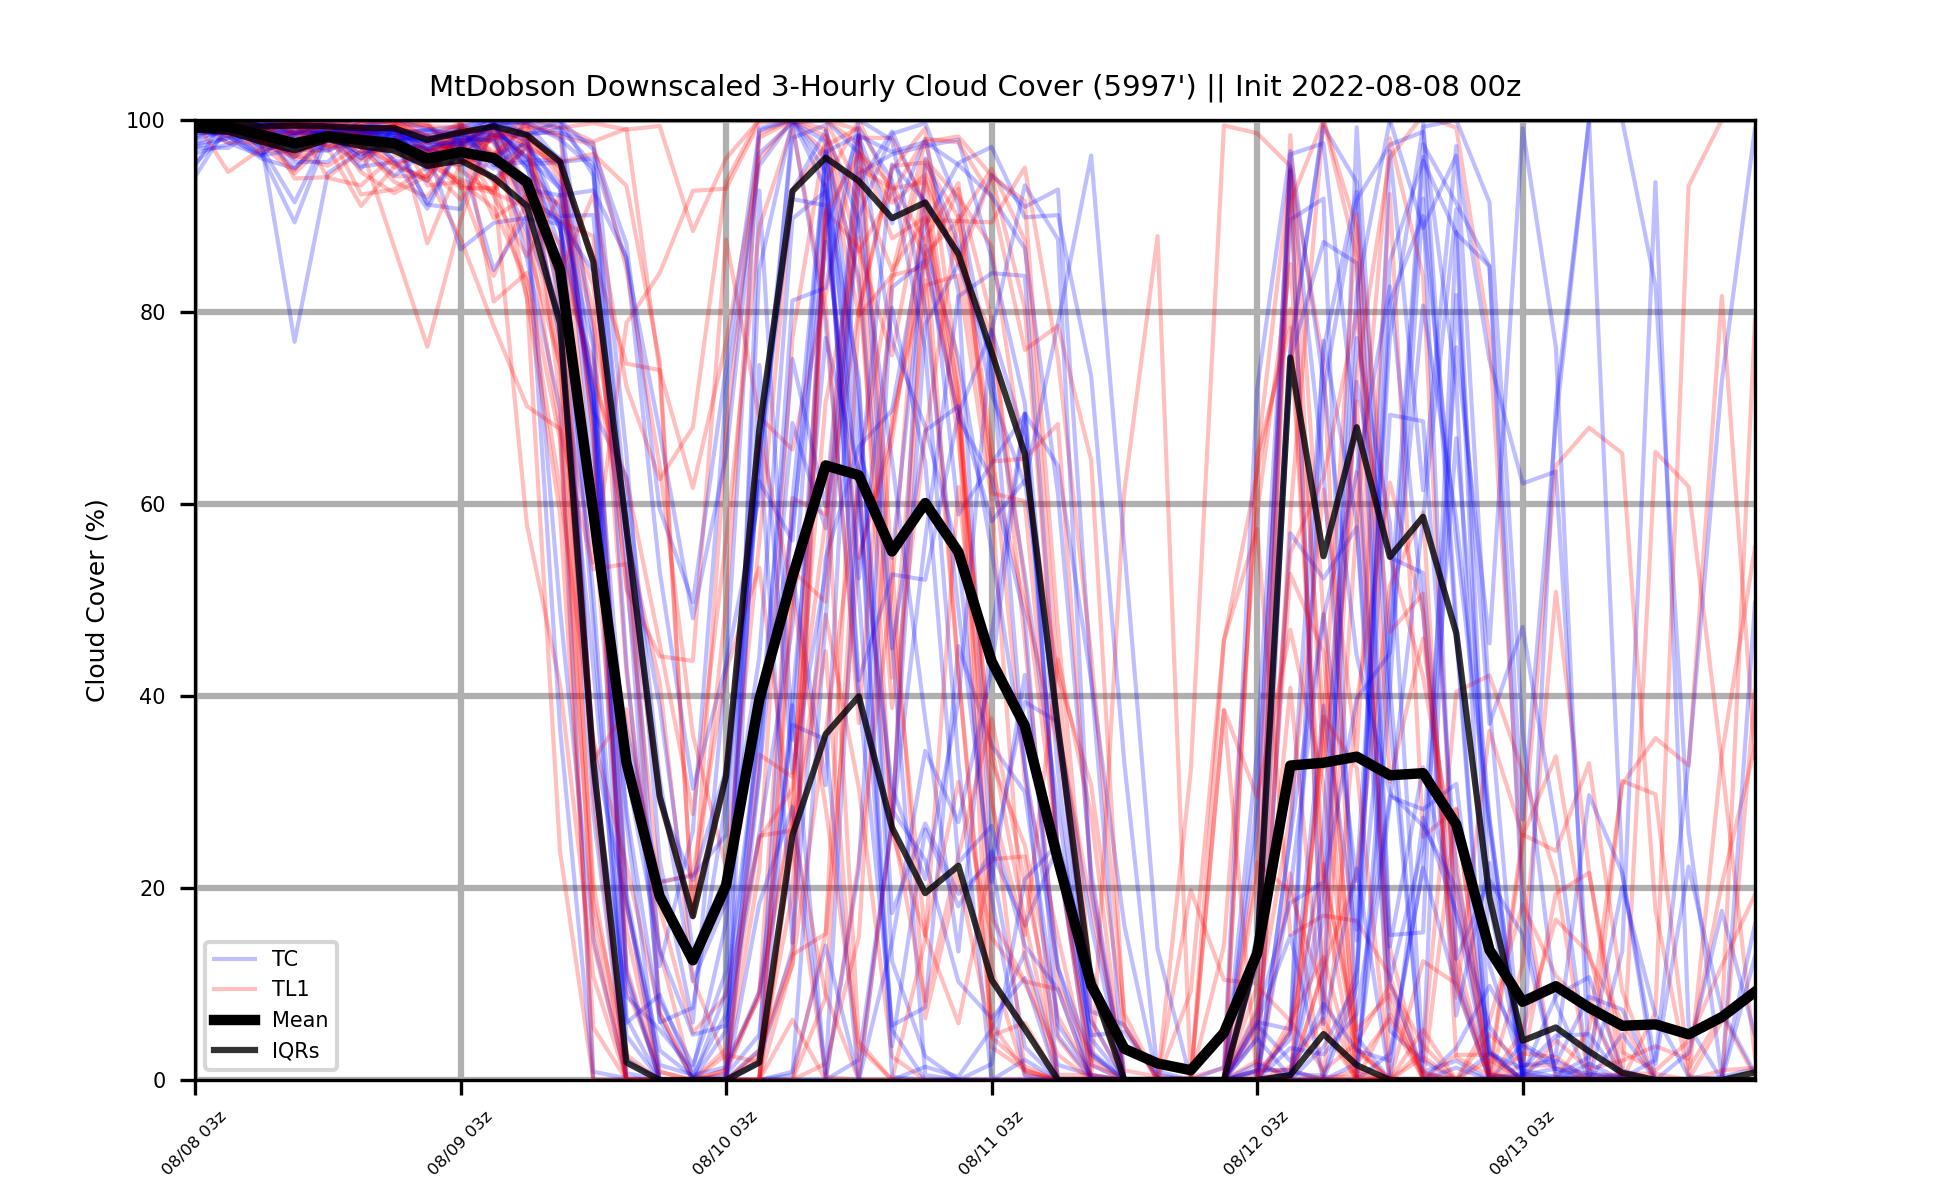 MtDobson Downscaled 3-Hourly Cloud Cover (5997') || Init 2022-08-08 00z
Cloud Cover (%)
100
80
60
40
20
0
TC
TL1
Mean
IQRs
08/08 03z
08/09 03z
08/10 03z
08/11 03z
08/12 03z
08/13 03z